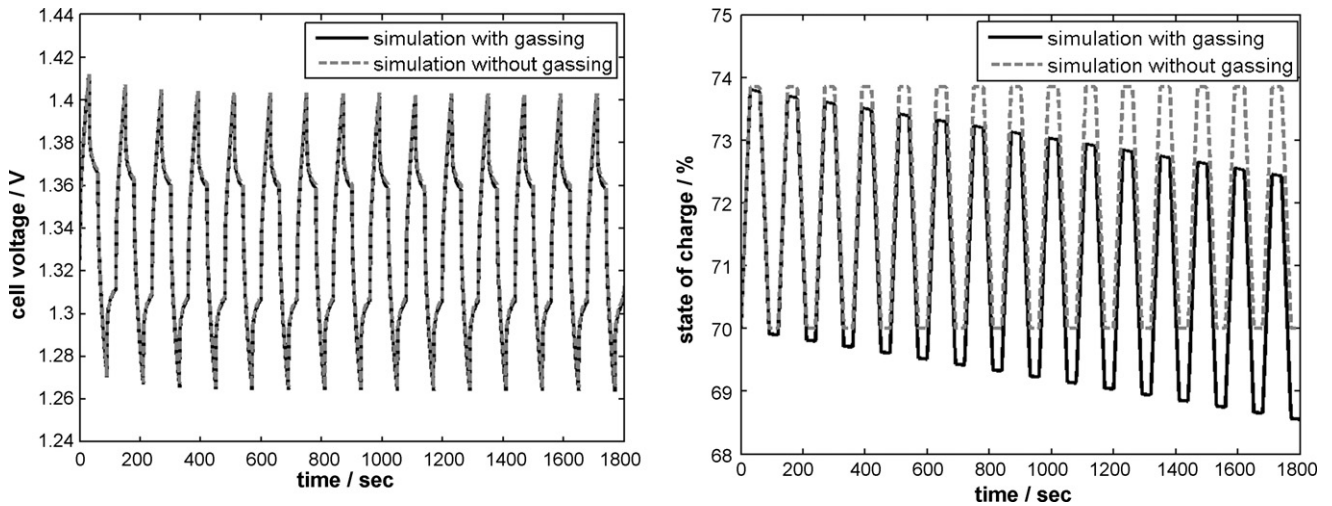 1.44
1.42
1.4
1.38
1.36
1.34
1.32
1.3
1.28
1.26
1.24
cell voltage / V
simulation with gassing
simulation without gassing
0 200 400 600 800 1000 1200 1400 1600 1800
time / sec
75
74
73
72
71
70
69
68
state of charge / %
simulation with gassing
simulation without gassing
0 200 400 600 800 1000 1200 1400 1600 1800
time / sec